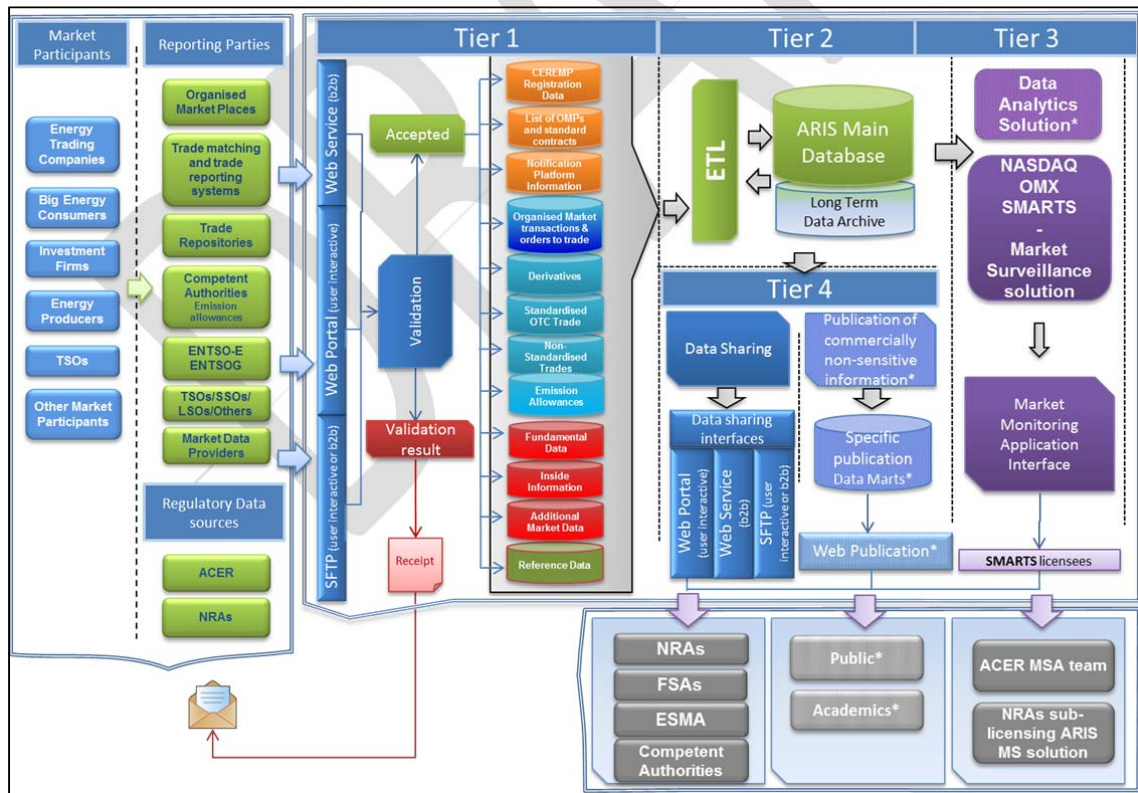 Market
Participants
Energy
Trading
Companies
Big Energy
Consumers
Investment
Firms
Energy
Producers
TSOs
Other Market
Participants
Reporting Parties
Organised
Market Places
Trade matching
and trade
reporting
systems
Trade
Repositories
Competent
Authorities
Emission
allowances
ENTSO-E
ENTSOG
TSOs/SSOs/
LSOs/Others
Market Data
Providers
Regulatory Data
sources
ACER
NRAs
Tier 1
Web Service (b2b)
Web Portal (user interactive)
SFTP (user interactive or b2b)
Accepted
Validation
Validation
result
Receipt
CEREMP
Registration
Data
List of OMPs
and standard
contracts
Notification
Platform
Information
Organised Market
transactions &
orders to trade
Derivatives
Standardised
OTC Trade
Non-
Standardised
Trades
Emission
Allowances
Fundamental
Data
Inside
Information
Additional
Market Data
Reference Data
Tier 2
ETL
ARIS Main
Database
Long Term
Data Archive
Tier 3
Data
Analytics
Solution*
NASDAQ
OMX
SMARTS
-
Market
Surveillance
solution
Market
Monitoring
Application
Interface
SMARTS licensees
Tier 4
Data Sharing
Data sharing
interfaces
Web Portal
(user interactive)
Web Service
(b2b)
SFTP (user
interactive or b2b)
Publication of
commercially
non-sensitive
information*
Specific
publication
Data Marts*
Web Publication*
NRAs
FSAs
ESMA
Competent
Authorities
Public*
Academics*
ACER MSA team
NRAs sub-
licensing ARIS
MS solution